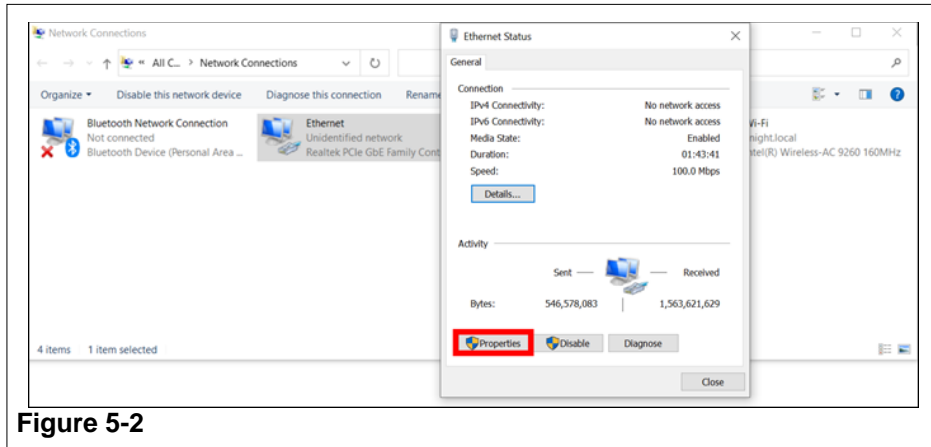 Network Connections
« All C... > Network Connections
Organize Disable this network device Diagnose this connection Rename
Bluetooth Network Connection
Not connected
Bluetooth Device (Personal Area ...
Ethernet
Unidentified network
Realtek PCIe GbE Family Cont
Ethernet Status
General
Connection
IPv4 Connectivity: No network access
IPv6 Connectivity: No network access
Media State: Enabled
Duration: 01:43:41
Speed: 100.0 Mbps
Details...
Activity
Sent — — Received
Bytes: 546,578,083 | 1,563,621,629
Properties Disable Diagnose
Close
Wi-Fi
night.local
ntel(R) Wireless-AC 9260 160MHz
4 items 1 item selected
Figure 5-2